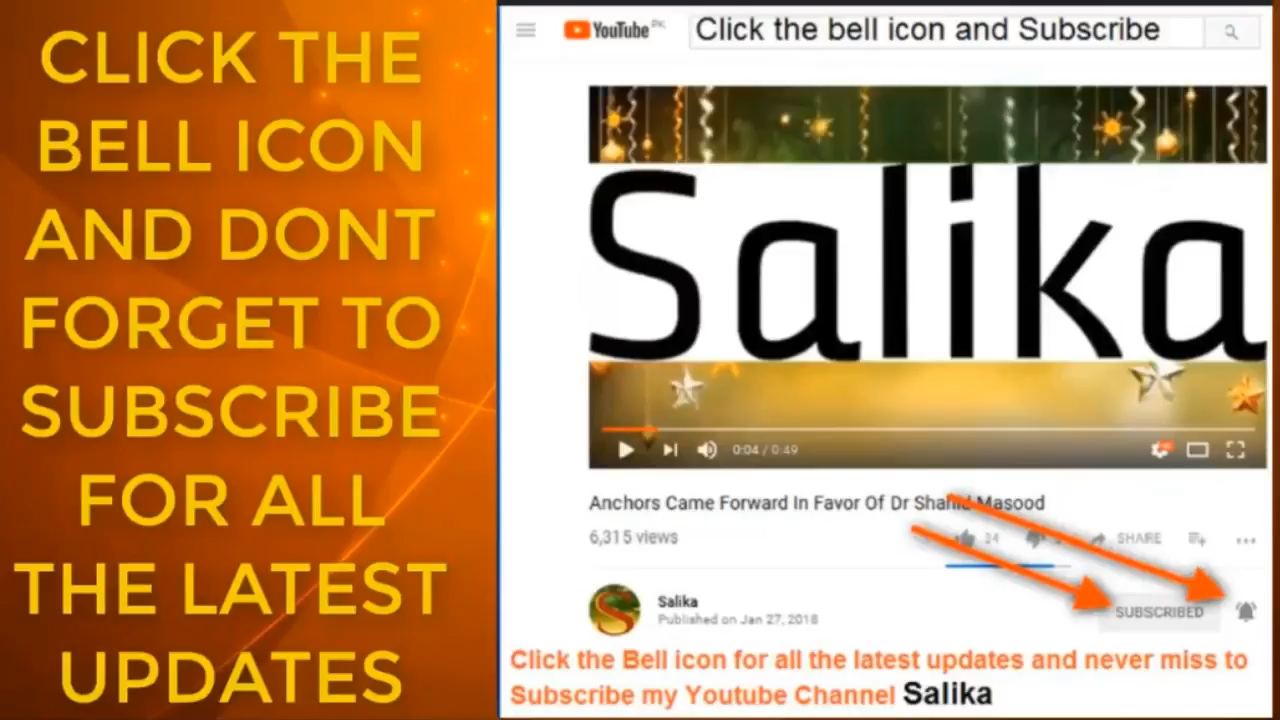 CLICK THE
BELL ICON
AND DONT
FORGET TO
SUBSCRIBE
FOR ALL
THE LATEST
UPDATES
YouTube PK
Click the bell icon and Subscribe
Salika
0:04 / 0:49
Anchors Came Forward In Favor Of Dr Shahid Masood
6,315 views
34
SHARE
S
Salika
Published on Jan 27, 2018
SUBSCRIBED
Click the Bell icon for all the latest updates and never miss to
Subscribe my Youtube Channel Salika